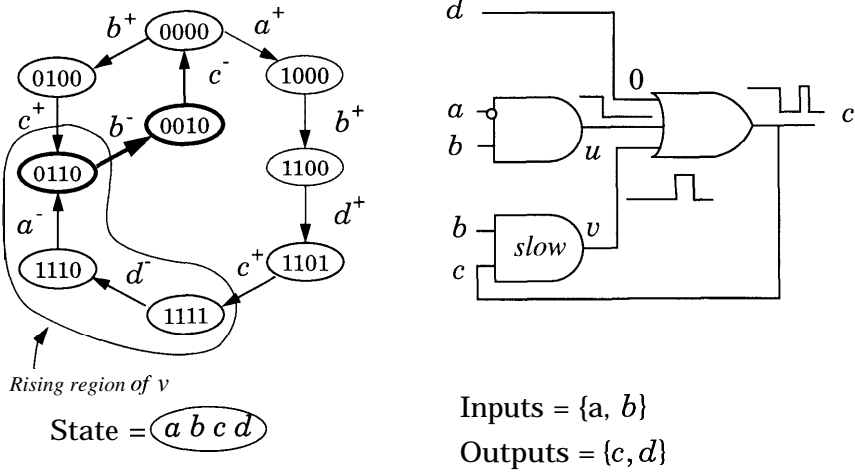 b+
0000
a+
0100
c-
1000
c+
b-
0010
b+
0110
1100
a-
d+
1110
d-
c+
1101
1111
Rising region of v
State = a b c d
d
0
a
b
u
c
b
v
slow
c
Inputs = {a, b}
Outputs = {c, d}